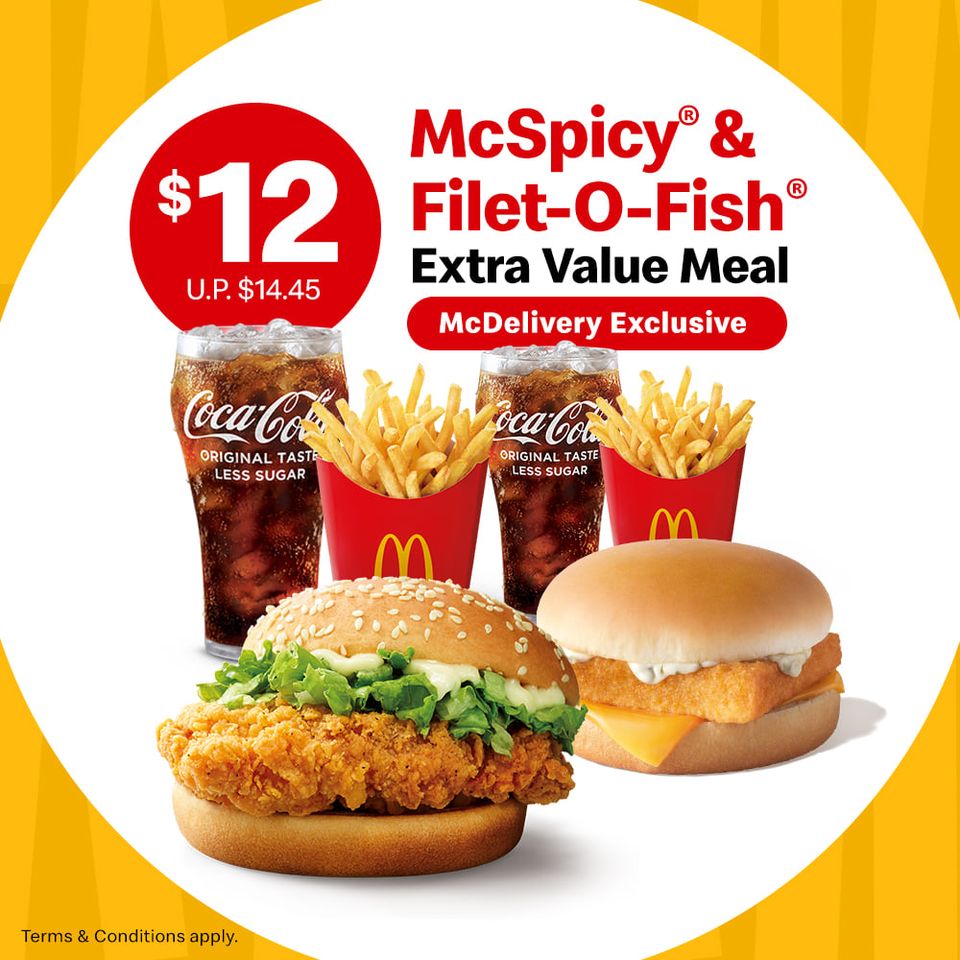 $12
U.P. $14.45
McSpicy® &
Filet-O-Fish®
Extra Value Meal
McDelivery Exclusive
Coca-Cola
ORIGINAL TASTE
LESS SUGAR
Coca-Cola
ORIGINAL TASTE
LESS SUGAR
Terms & Conditions apply.